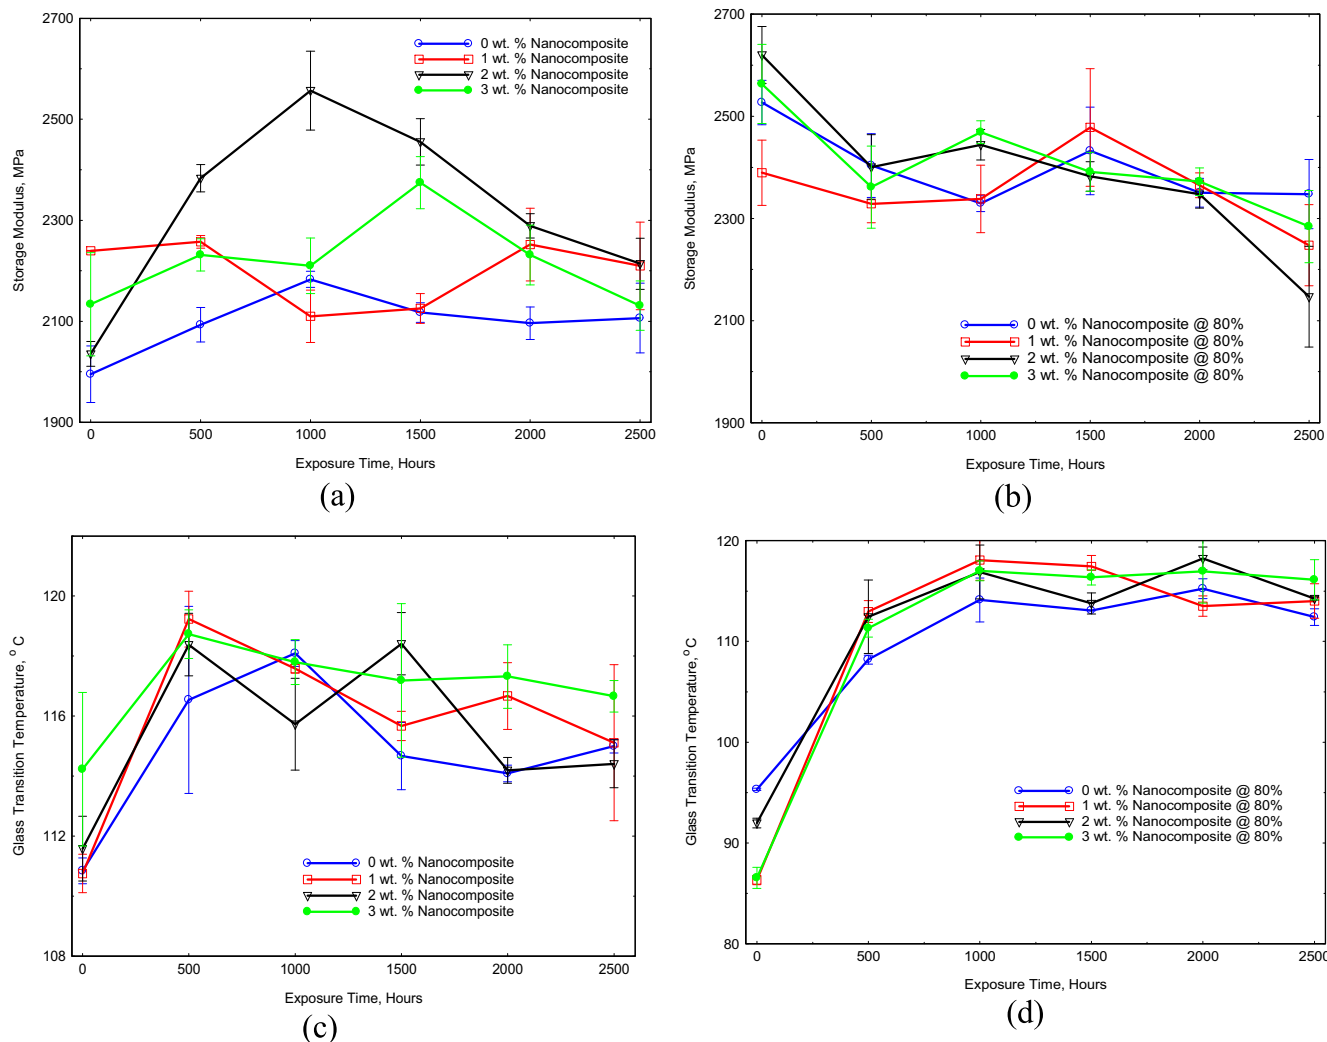 2700
2500
2300
2100
1900
Storage Modulus, MPa
0 wt. % Nanocomposite
1 wt. % Nanocomposite
2 wt. % Nanocomposite
3 wt. % Nanocomposite
0 500 1000 1500 2000 2500
Exposure Time, Hours
(a)
2700
2500
2300
2100
1900
Storage Modulus, MPa
0 wt. % Nanocomposite @ 80%
1 wt. % Nanocomposite @ 80%
2 wt. % Nanocomposite @ 80%
3 wt. % Nanocomposite @ 80%
0 500 1000 1500 2000 2500
Exposure Time, Hours
(b)
120
116
112
108
Glass Transition Temperature, °C
0 wt. % Nanocomposite
1 wt. % Nanocomposite
2 wt. % Nanocomposite
3 wt. % Nanocomposite
0 500 1000 1500 2000 2500
Exposure Time, Hours
(c)
120
110
100
90
80
Glass Transition Temperature, °C
0 wt. % Nanocomposite @ 80%
1 wt. % Nanocomposite @ 80%
2 wt. % Nanocomposite @ 80%
3 wt. % Nanocomposite @ 80%
0 500 1000 1500 2000 2500
Exposure Time, Hours
(d)